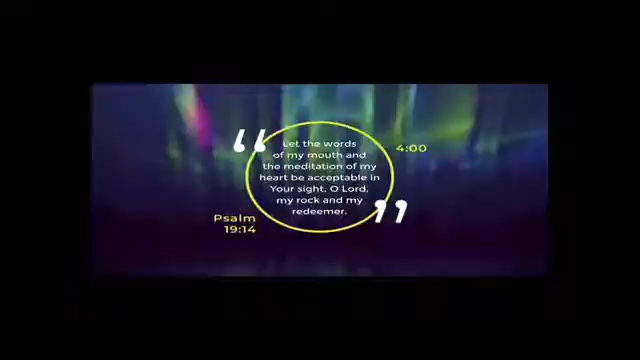 “
Let the words
of my mouth and
the meditation of my
heart be acceptable in
Your sight, O Lord,
my rock and my
redeemer.
”
4:00
Psalm
19:14